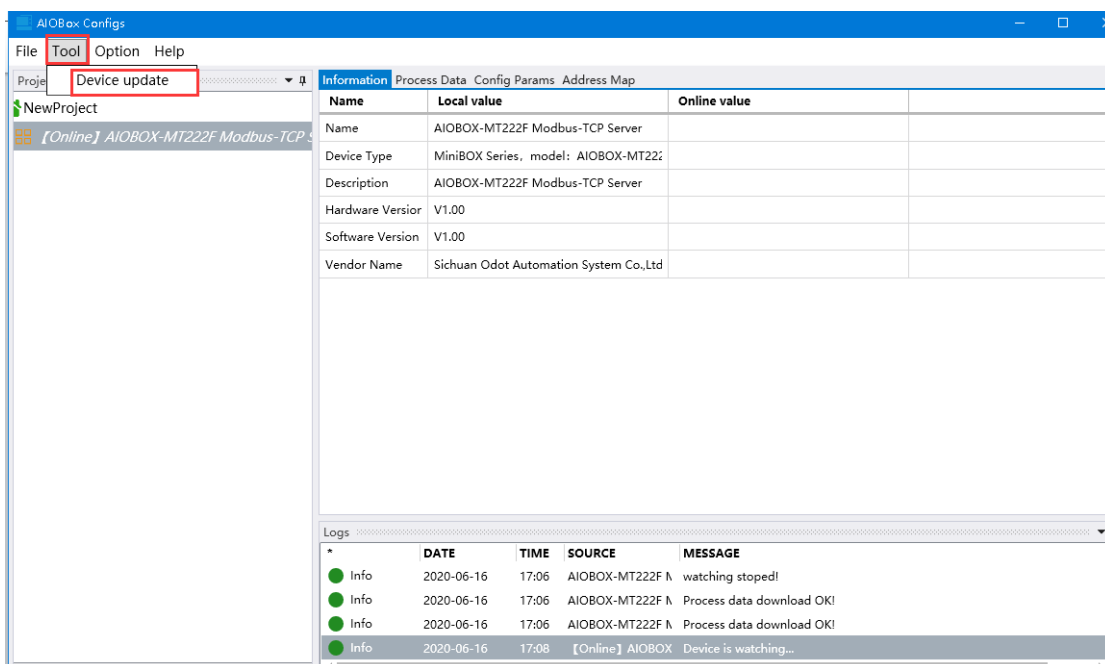 AIOBox Configs
File Tool Option Help
Device update
Proje
NewProject
【Online】AIOBOX-MT222F Modbus-TCP S
Information Process Data Config Params Address Map
Name Local value Online value
Name AIOBOX-MT222F Modbus-TCP Server
Device Type MiniBOX Series，model：AIOBOX-MT222
Description AIOBOX-MT222F Modbus-TCP Server
Hardware Version V1.00
Software Version V1.00
Vendor Name Sichuan Odot Automation System Co.,Ltd
Logs
* DATE TIME SOURCE MESSAGE
Info 2020-06-16 17:06 AIOBOX-MT222F M watching stoped!
Info 2020-06-16 17:06 AIOBOX-MT222F M Process data download OK!
Info 2020-06-16 17:06 AIOBOX-MT222F M Process data download OK!
Info 2020-06-16 17:08 【Online】AIOBOX Device is watching...